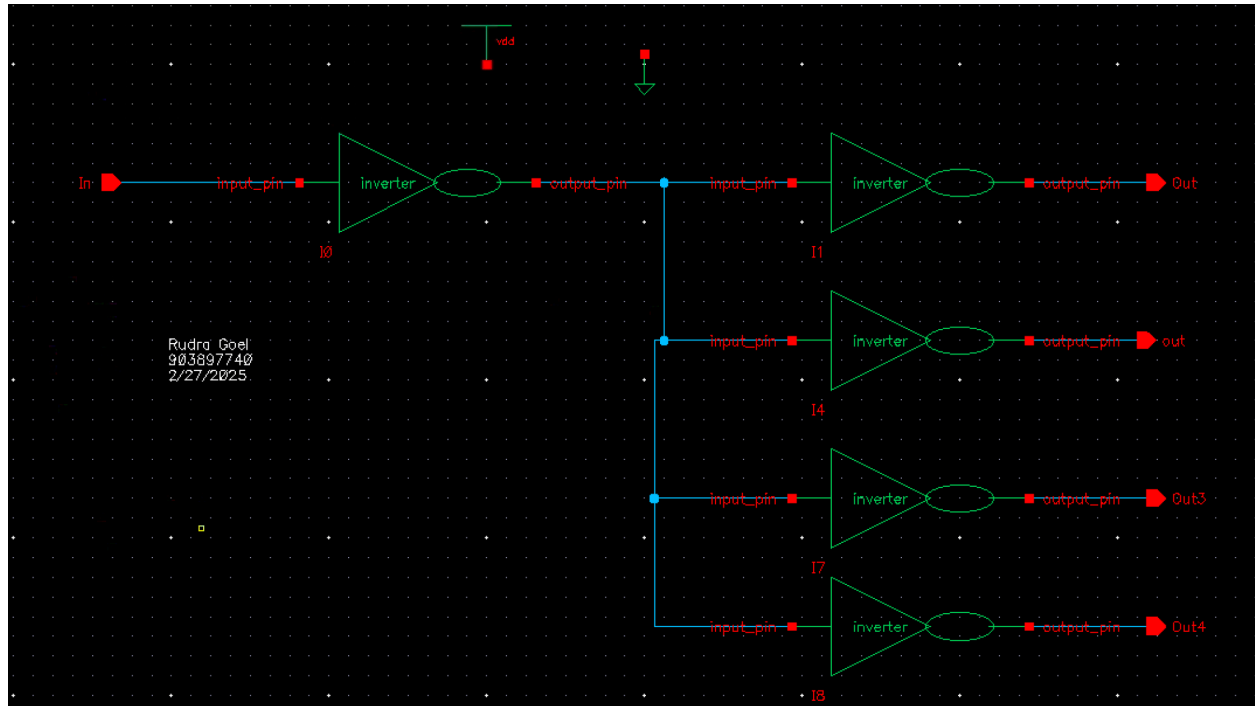 vdd
In input_pin inverter output_pin input_pin inverter output_pin Out
I0 I1
Rudra Goel
903897740
2/27/2025
input_pin inverter output_pin out
I4
input_pin inverter output_pin Out3
I7
input_pin inverter output_pin Out4
I8